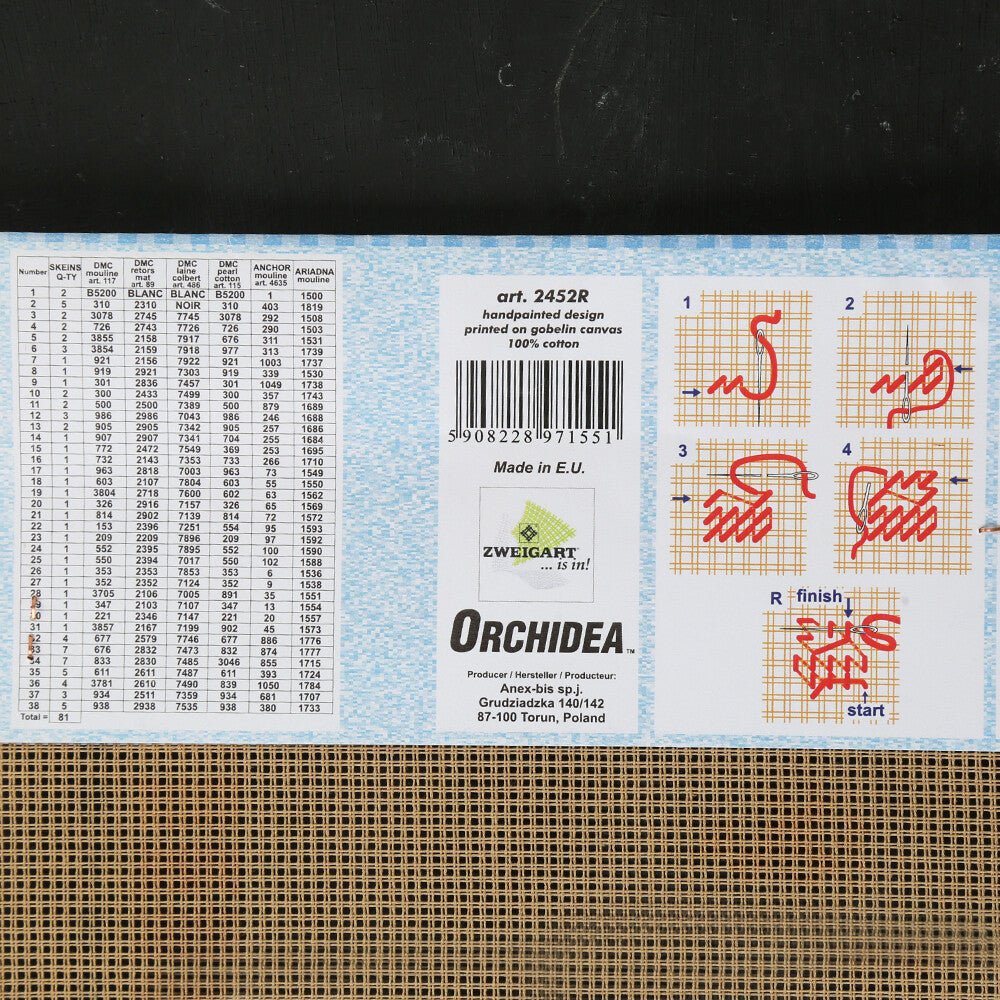 Number SKEINS Q-TY DMC mouline art. 117 DMC retors mat art. 89 DMC laine colbert art. 486 DMC pearl cotton art. 115 ANCHOR mouline art. 4635 ARIADNA mouline
1 2 B5200 BLANC BLANC B5200 1 1500
2 5 310 2310 NOIR 310 403 1819
3 2 3078 2745 7745 3078 292 1508
4 2 726 2743 7726 726 290 1503
5 2 3855 2158 7917 676 311 1531
6 3 3854 2159 7918 977 313 1739
7 1 921 2156 7922 921 1003 1737
8 1 919 2921 7303 919 339 1530
9 1 301 2836 7457 301 1049 1738
10 2 300 2433 7499 300 357 1743
11 2 500 2500 7389 500 879 1689
12 3 986 2986 7043 986 246 1688
13 2 905 2905 7342 905 257 1686
14 1 907 2907 7341 704 255 1684
15 1 772 2472 7549 369 253 1695
16 1 732 2143 7353 733 266 1710
17 1 963 2818 7003 963 73 1549
18 1 603 2107 7804 603 55 1550
19 1 3804 2718 7600 602 63 1562
20 1 326 2916 7157 326 65 1569
21 1 814 2902 7139 814 72 1572
22 1 153 2396 7251 554 95 1593
23 1 209 2209 7896 209 97 1592
24 1 552 2395 7895 552 100 1590
25 1 550 2394 7017 550 102 1588
26 1 353 2353 7853 353 6 1536
27 1 352 2352 7124 352 9 1538
28 1 3705 2106 7005 891 35 1551
1 347 2103 7107 347 13 1554
1 221 2346 7147 221 20 1557
31 1 3857 2167 7199 902 45 1573
4 677 2579 7746 677 886 1776
7 676 2832 7473 832 874 1777
34 7 833 2830 7485 3046 855 1715
35 5 611 2611 7487 611 393 1724
36 4 3781 2610 7490 839 1050 1784
37 3 934 2511 7359 934 681 1707
38 5 938 2938 7535 938 380 1733
Total = 81
art. 2452R
handpainted design
printed on gobelin canvas
100% cotton
5 908228 971551
Made in E.U.
ZWEIGART®
... is in!
ORCHIDEA™
Producer / Hersteller / Producteur:
Anex-bis sp.j.
Grudziadzka 140/142
87-100 Torun, Poland
1
2
3
4
R finish
start